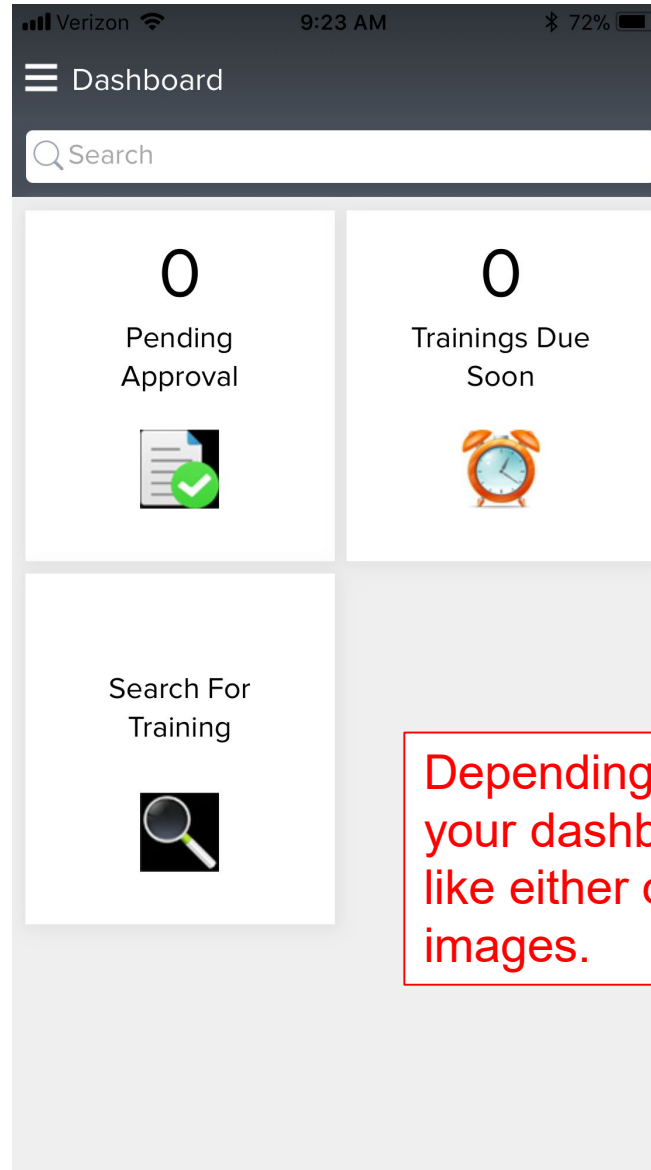 Verizon 9:23 AM 72%
Dashboard
Search
0
Pending
Approval
0
Trainings Due
Soon
Search For
Training
Depending
your dashb
like either
images.